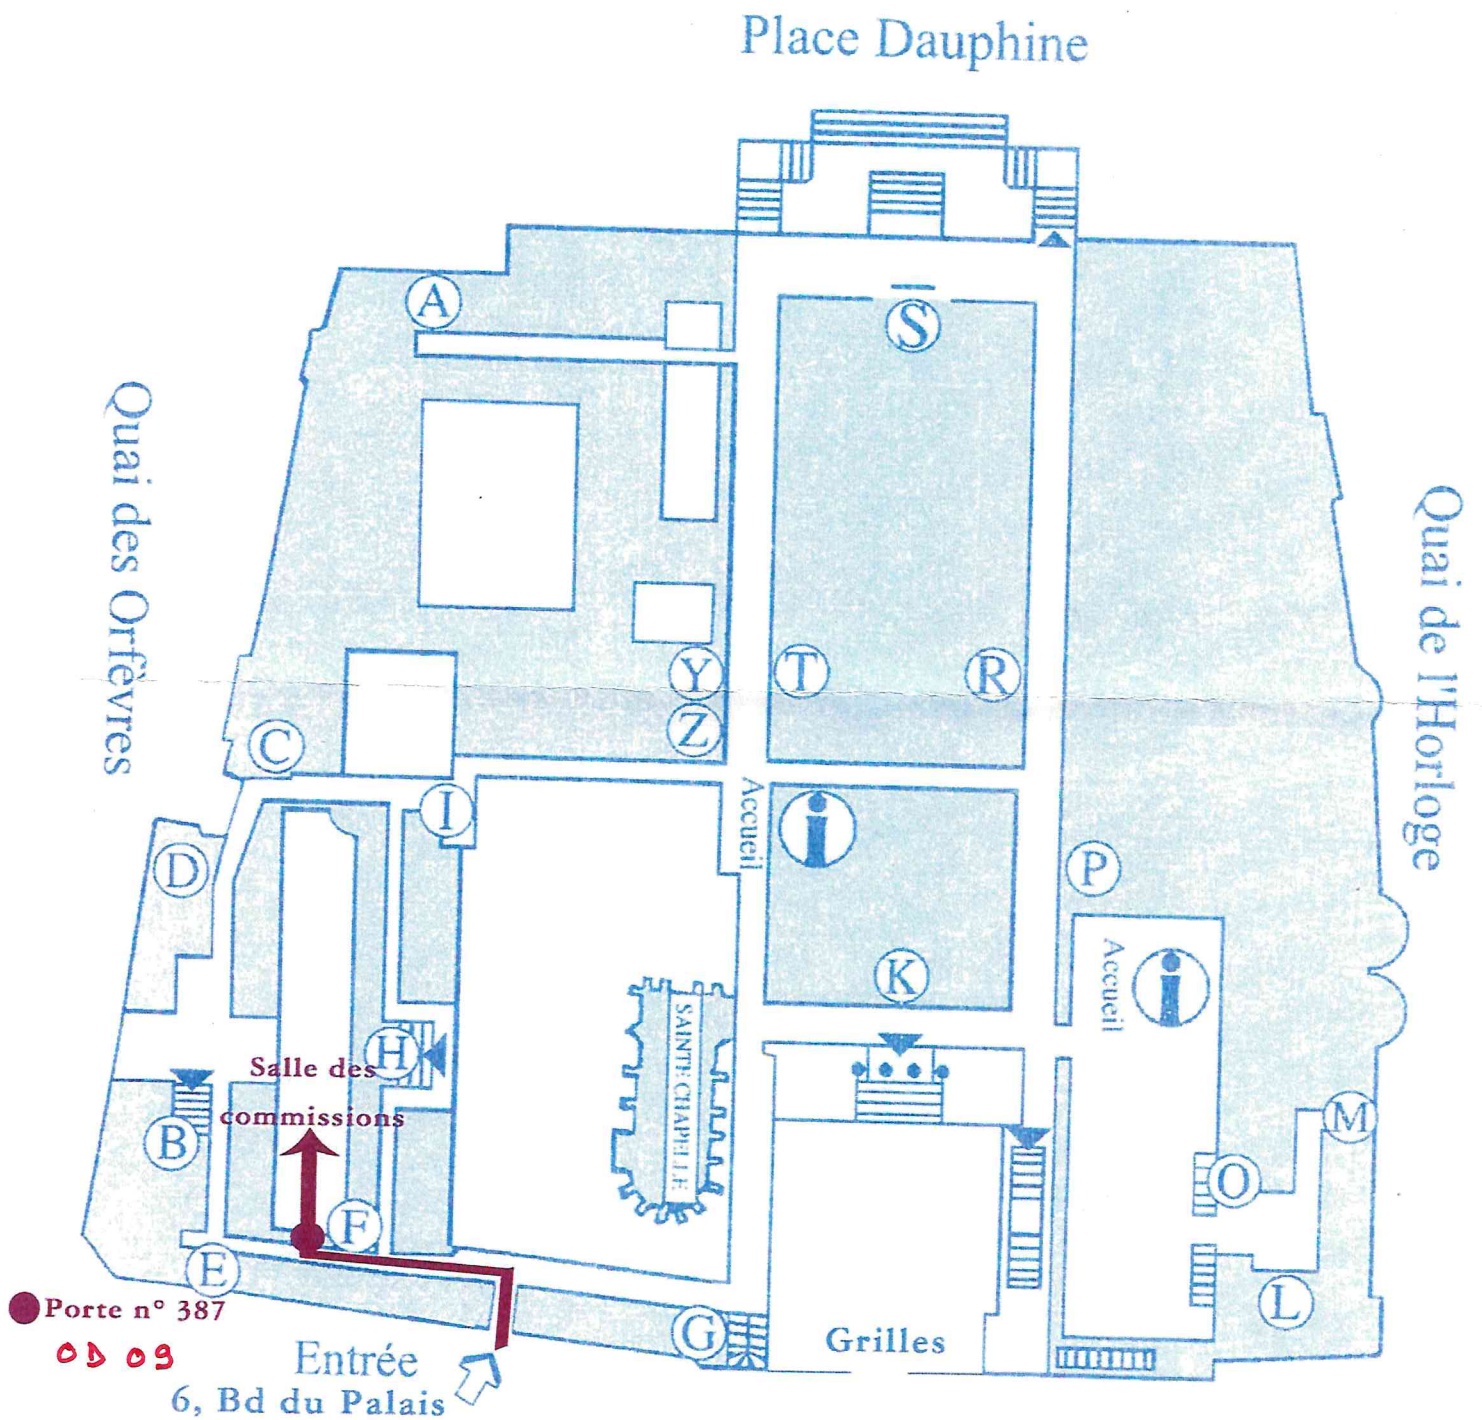 Place Dauphine
A
S
Quai des Orfèvres
Quai de l'Horloge
Y
T
R
Z
C
I
Accueil
i
D
P
K
Accueil
i
SAINTE CHAPELLE
H
Salle des
commissions
B
M
O
F
E
L
G
Porte n° 387
OD 09
Grilles
Entrée
6, Bd du Palais